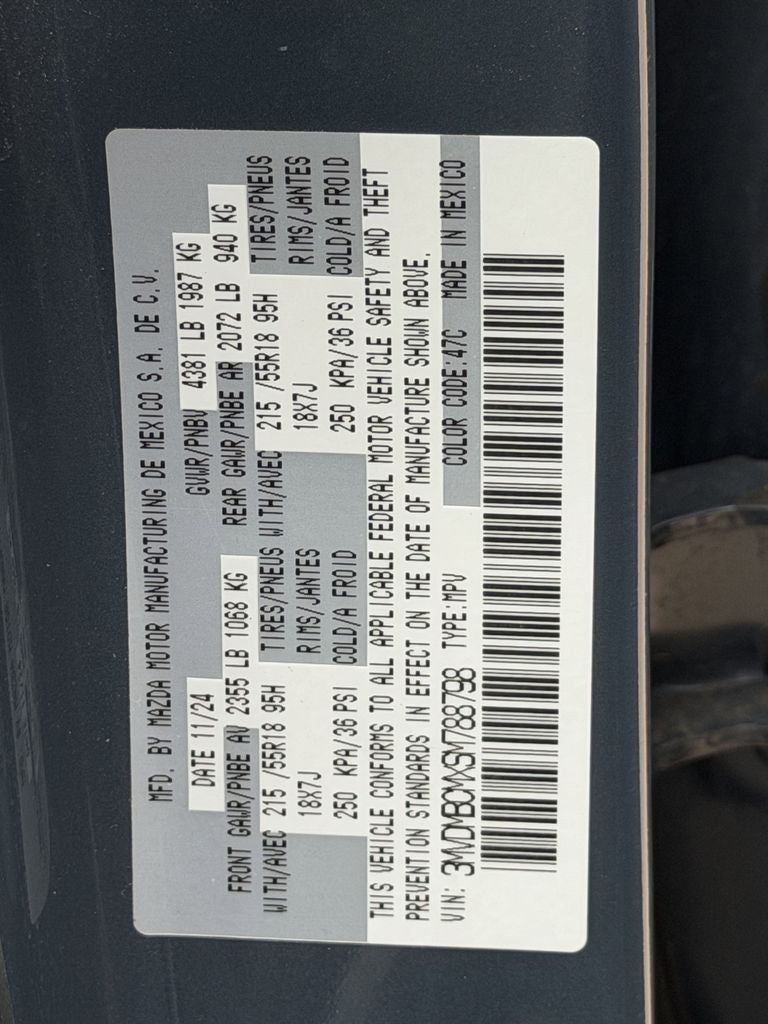 MFD. BY MAZDA MOTOR MANUFACTURING DE MEXICO S.A. DE C.V.
DATE 11/24 GVWR/PNBV 4381 LB 1987 KG
FRONT GAWR/PNBE AV 2355 LB 1068 KG REAR GAWR/PNBE AR 2072 LB 940 KG
WITH/AVEC 215 /55R18 95H TIRES/PNEUS WITH/AVEC 215 /55R18 95H TIRES/PNEUS
18X7J RIMS/JANTES 18X7J RIMS/JANTES
250 KPA/36 PSI COLD/A FROID 250 KPA/36 PSI COLD/A FROID
THIS VEHICLE CONFORMS TO ALL APPLICABLE FEDERAL MOTOR VEHICLE SAFETY AND THEFT
PREVENTION STANDARDS IN EFFECT ON THE DATE OF MANUFACTURE SHOWN ABOVE.
VIN: 3MVDMBCMXSM788798 TYPE:MPV COLOR CODE:47C MADE IN MEXICO